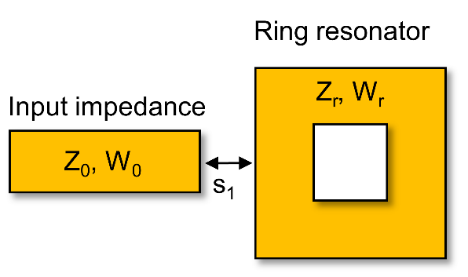 Ring resonator
Zr, Wr
Input impedance
Z0, W0
s1